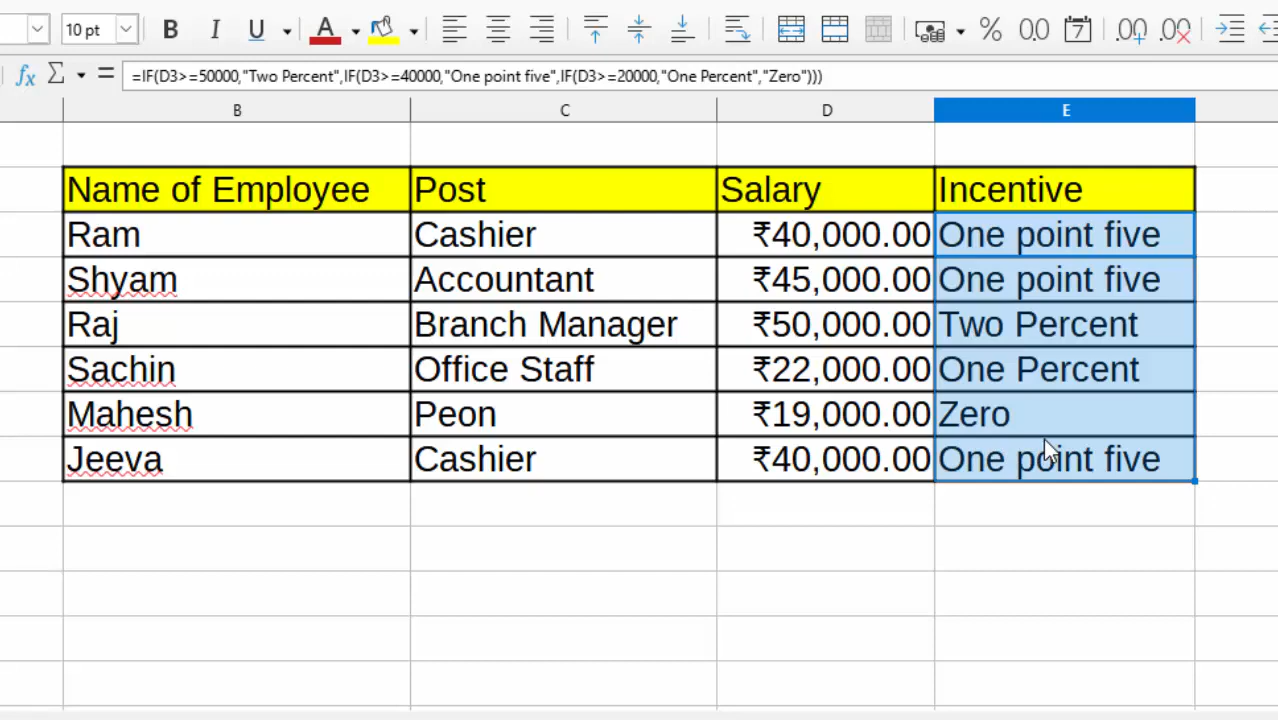 10 pt B I U A % 0.0 7 .00 .00
fx Σ = =IF(D3>=50000,"Two Percent",IF(D3>=40000,"One point five",IF(D3>=20000,"One Percent","Zero")))
B C D E
Name of Employee Post Salary Incentive
Ram Cashier ₹40,000.00 One point five
Shyam Accountant ₹45,000.00 One point five
Raj Branch Manager ₹50,000.00 Two Percent
Sachin Office Staff ₹22,000.00 One Percent
Mahesh Peon ₹19,000.00 Zero
Jeeva Cashier ₹40,000.00 One point five